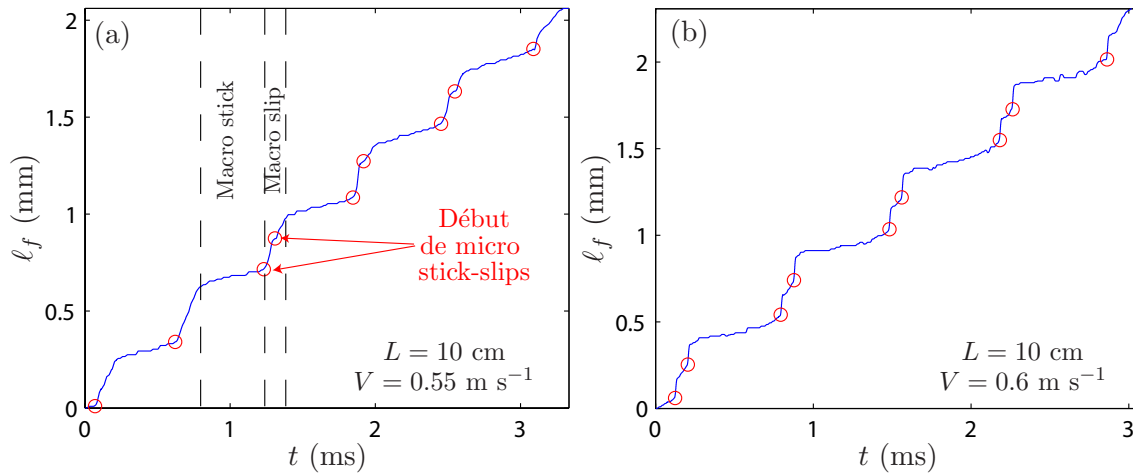 (a)
Macro stick
Macro slip
Début
de micro
stick-slips
L = 10 cm
V = 0.55 m s⁻¹
ℓ_f (mm)
2
1.5
1
0.5
0
0 1 2 3
t (ms)
(b)
L = 10 cm
V = 0.6 m s⁻¹
ℓ_f (mm)
2
1.5
1
0.5
0
0 1 2 3
t (ms)